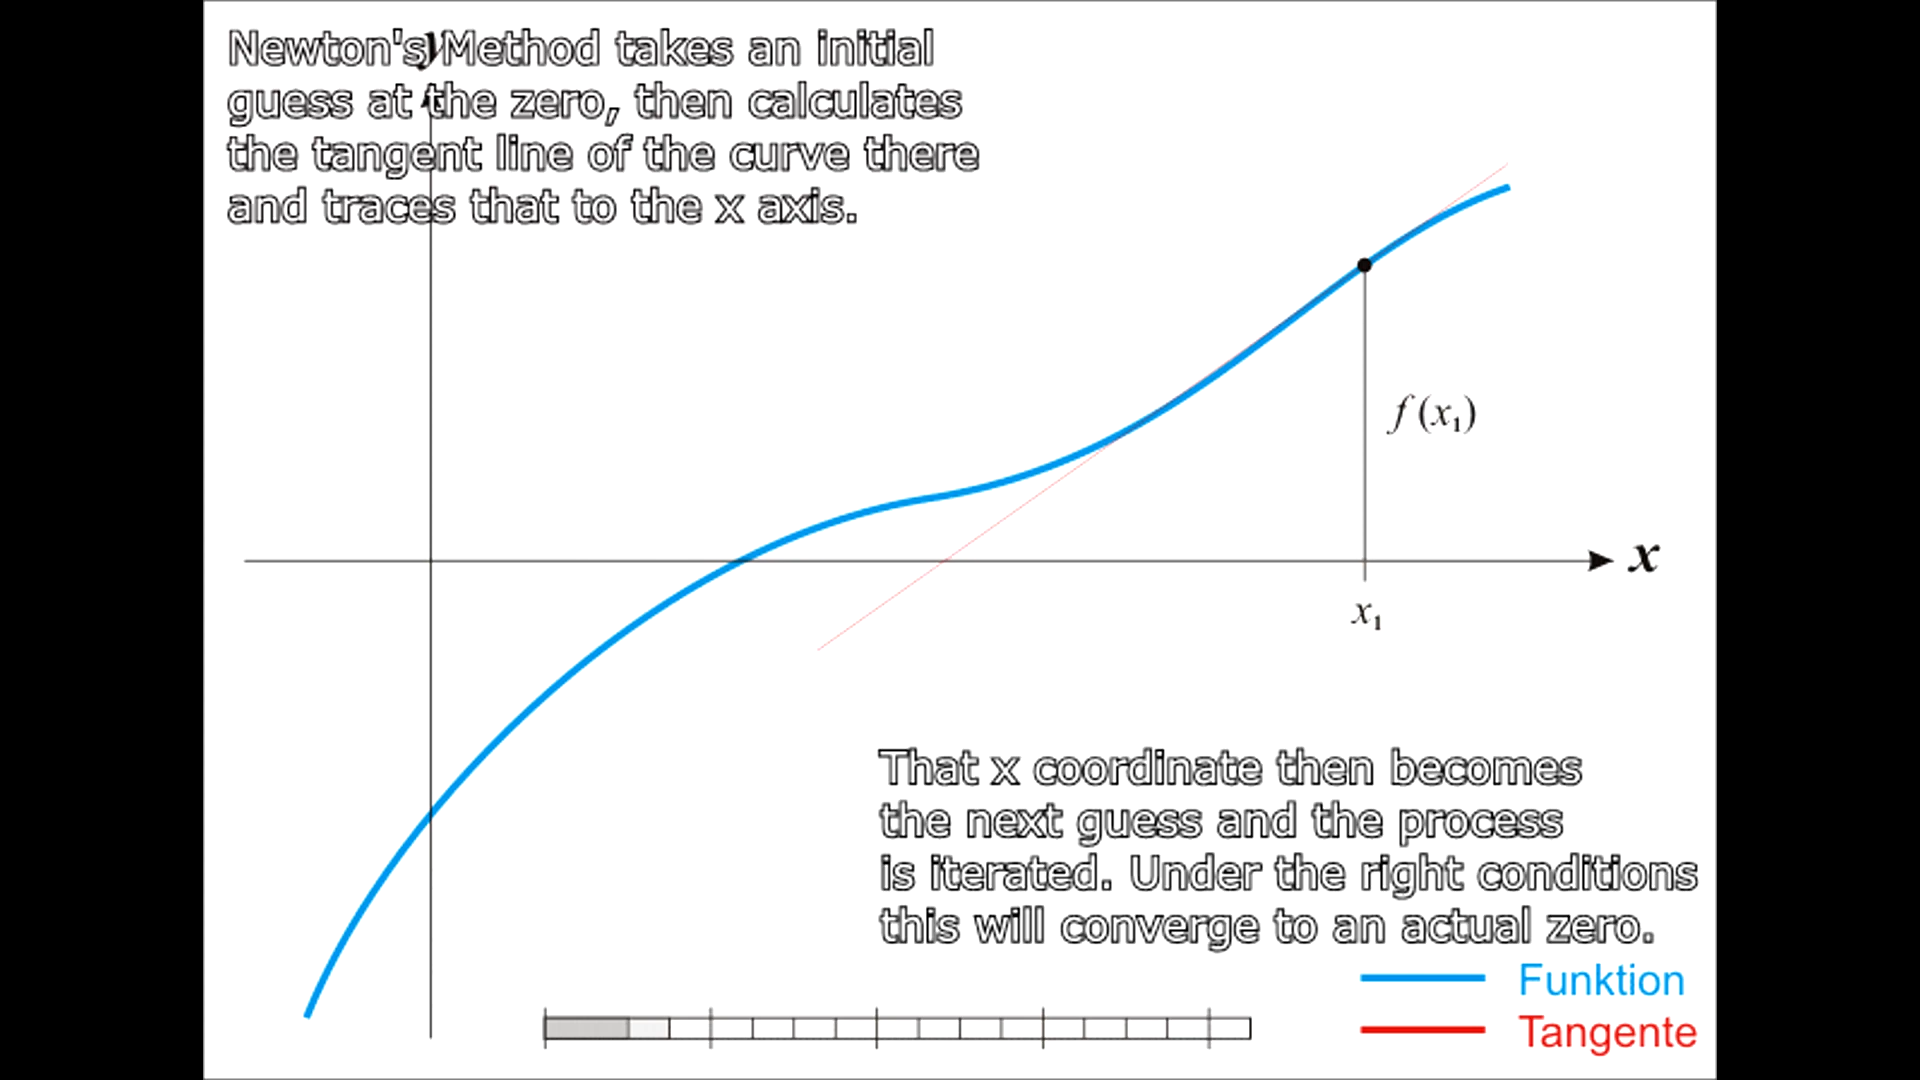 Newton's Method takes an initial
guess at the zero, then calculates
the tangent line of the curve there
and traces that to the x axis.
y
f(x₁)
x
x₁
That x coordinate then becomes
the next guess and the process
is iterated. Under the right conditions
this will converge to an actual zero.
Funktion
Tangente